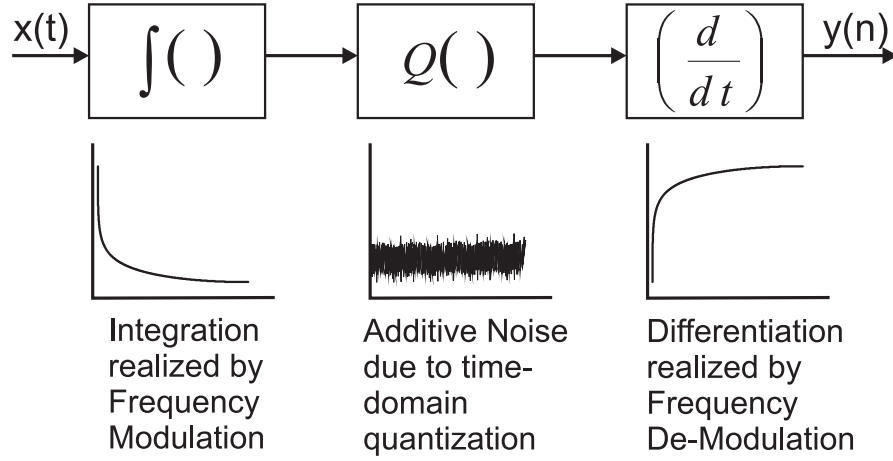 x(t)
∫( )
Q( )
(d/dt)
y(n)
Integration
realized by
Frequency
Modulation
Additive Noise
due to time-
domain
quantization
Differentiation
realized by
Frequency
De-Modulation